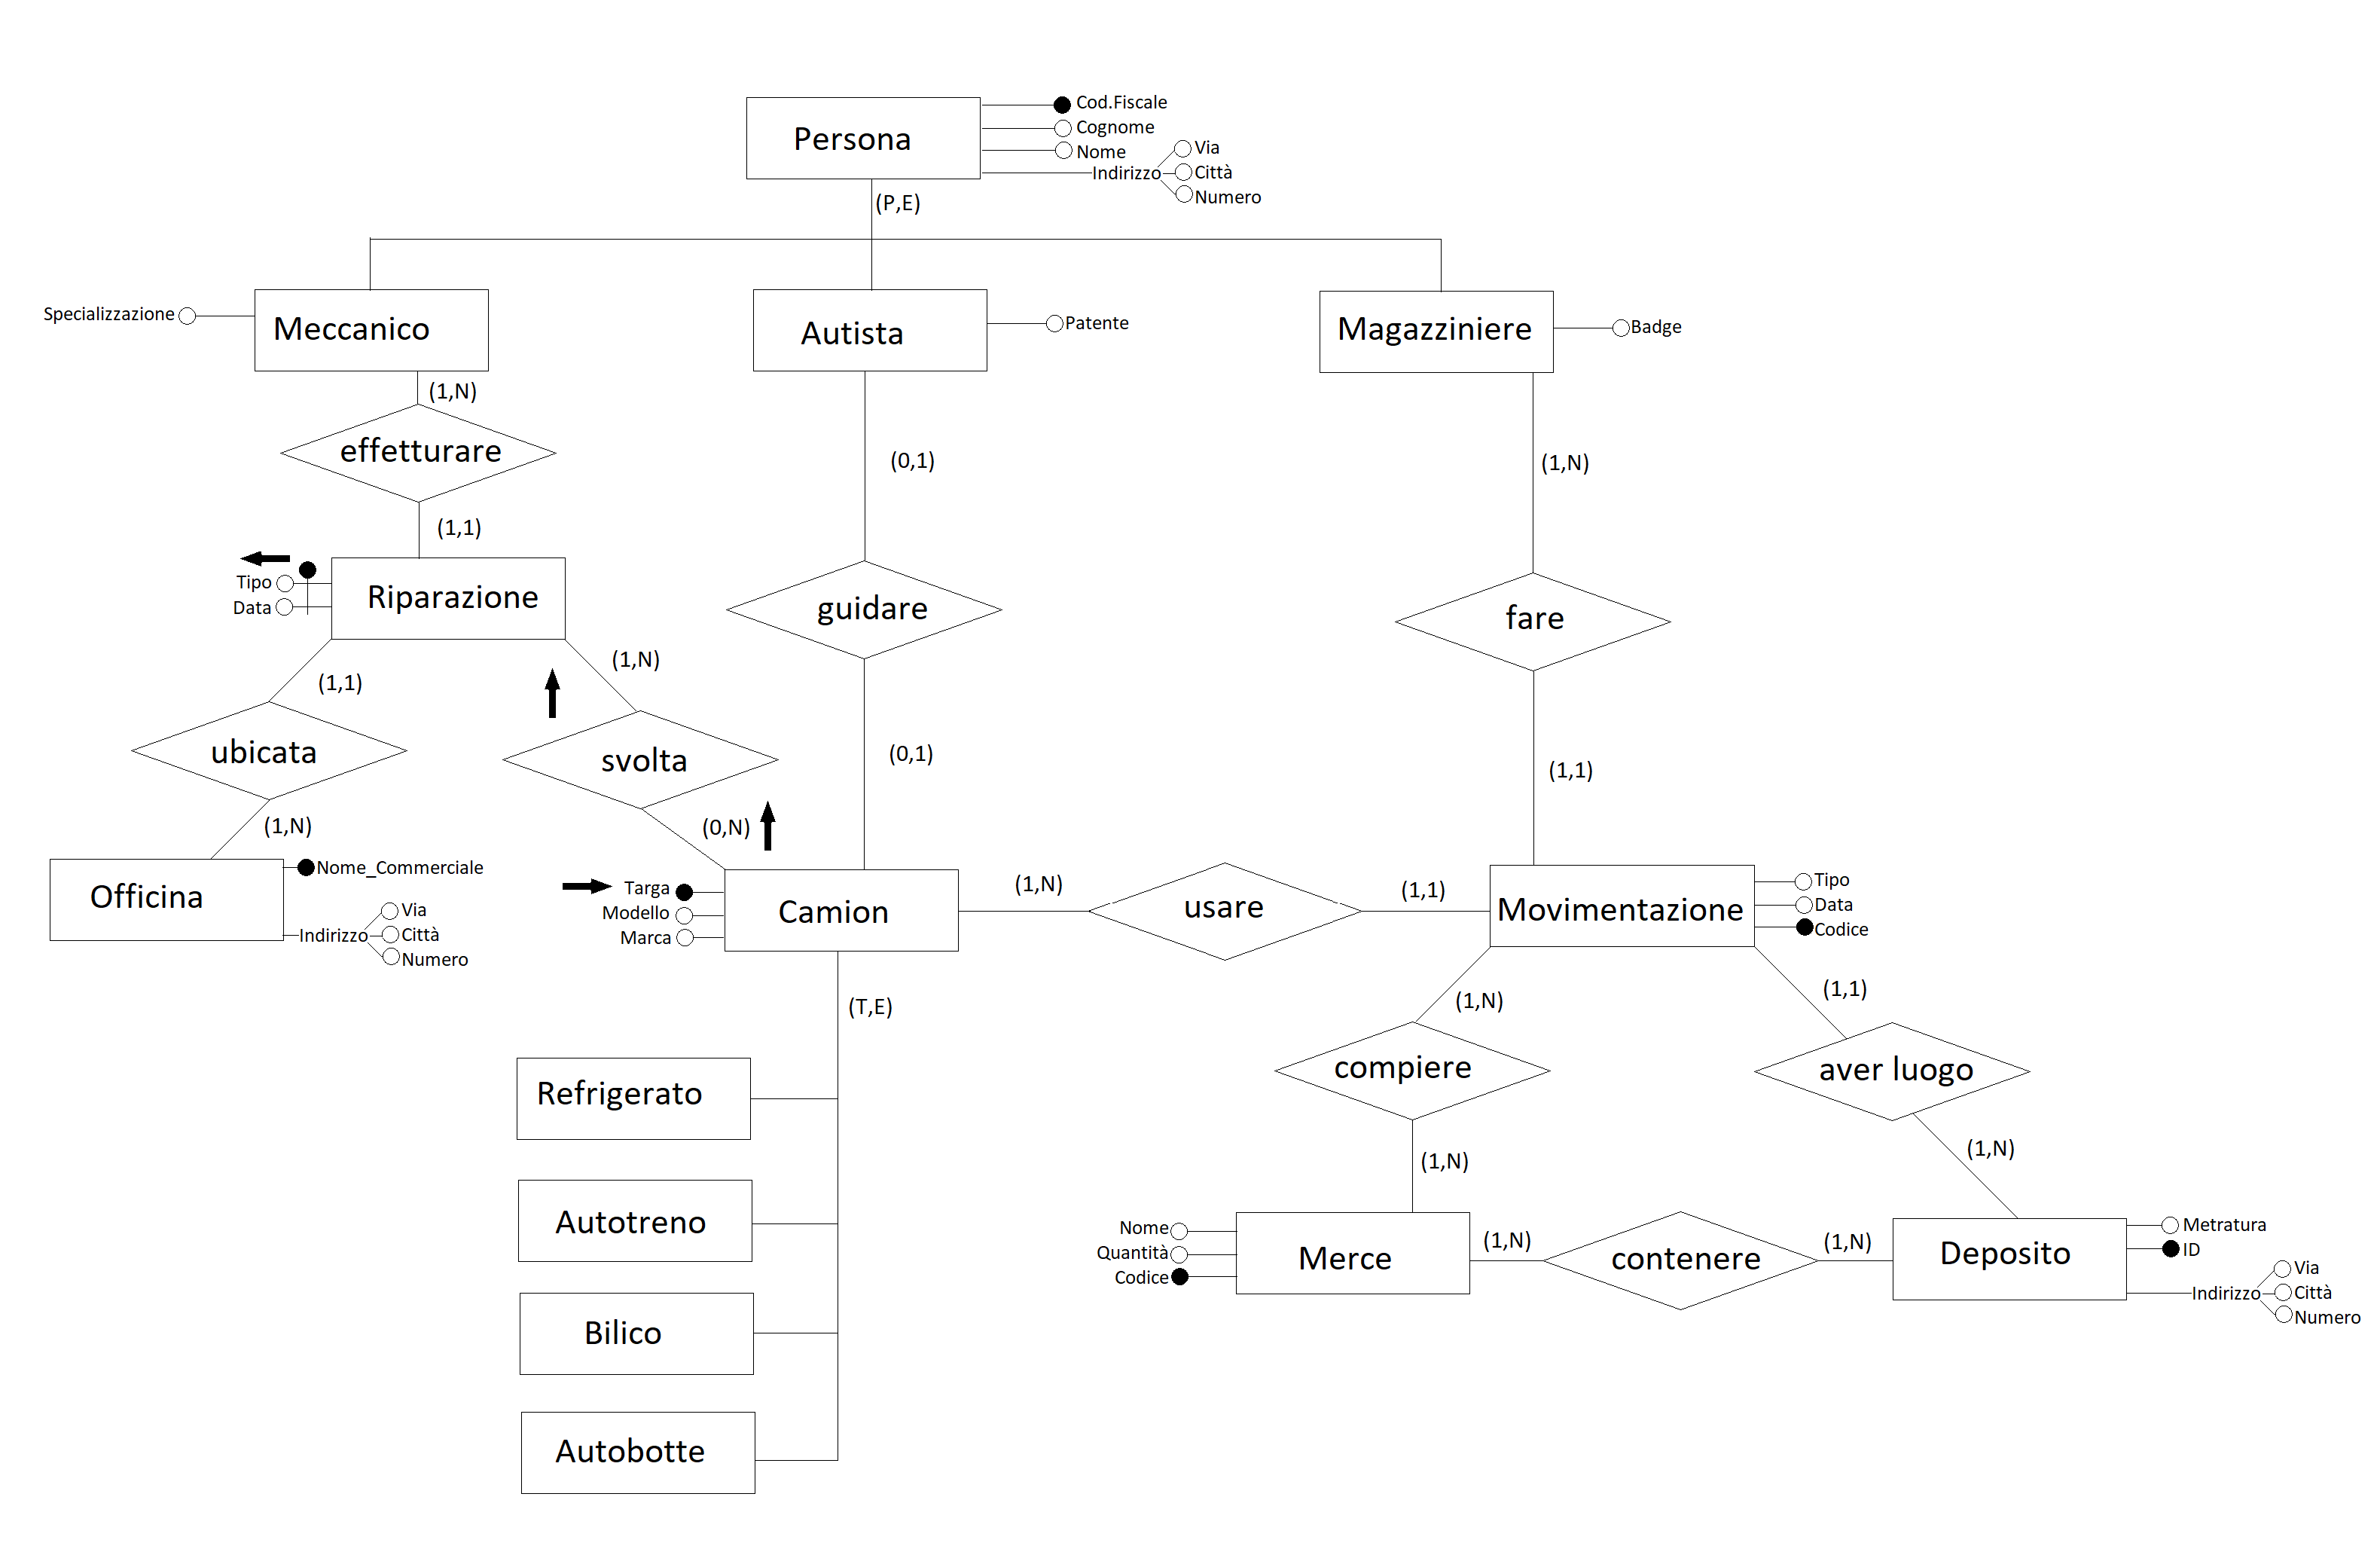 Persona
Cod.Fiscale
Cognome
Nome
Indirizzo
Via
Città
Numero
(P,E)
Specializzazione
Meccanico
Autista
Patente
Magazziniere
Badge
(1,N)
effetturare
(1,1)
(0,1)
(1,N)
Tipo
Data
Riparazione
guidare
fare
(1,1)
(1,N)
ubicata
svolta
(0,1)
(1,1)
(1,N)
(0,N)
Officina
Nome_Commerciale
Indirizzo
Via
Città
Numero
Targa
Modello
Marca
Camion
(1,N)
usare
(1,1)
Movimentazione
Tipo
Data
Codice
(T,E)
(1,N)
(1,1)
Refrigerato
compiere
aver luogo
(1,N)
(1,N)
Autotreno
Nome
Quantità
Codice
Merce
(1,N)
contenere
(1,N)
Deposito
Metratura
ID
Indirizzo
Via
Città
Numero
Bilico
Autobotte